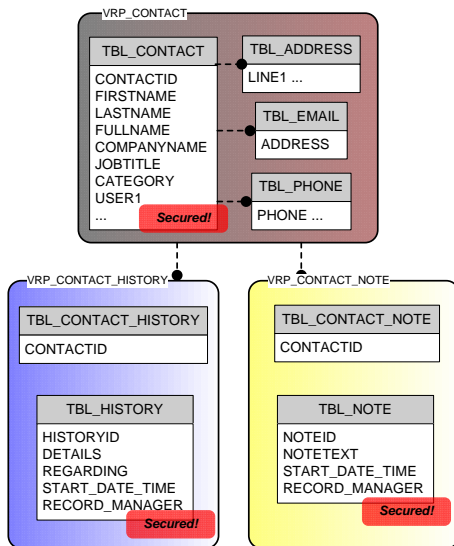 VRP_CONTACT
TBL_CONTACT
CONTACTID
FIRSTNAME
LASTNAME
FULLNAME
COMPANYNAME
JOBTITLE
CATEGORY
USER1
...
Secured!
TBL_ADDRESS
LINE1 ...
TBL_EMAIL
ADDRESS
TBL_PHONE
PHONE ...
VRP_CONTACT_HISTORY
TBL_CONTACT_HISTORY
CONTACTID
TBL_HISTORY
HISTORYID
DETAILS
REGARDING
START_DATE_TIME
RECORD_MANAGER
Secured!
VRP_CONTACT_NOTE
TBL_CONTACT_NOTE
CONTACTID
TBL_NOTE
NOTEID
NOTETEXT
START_DATE_TIME
RECORD_MANAGER
Secured!